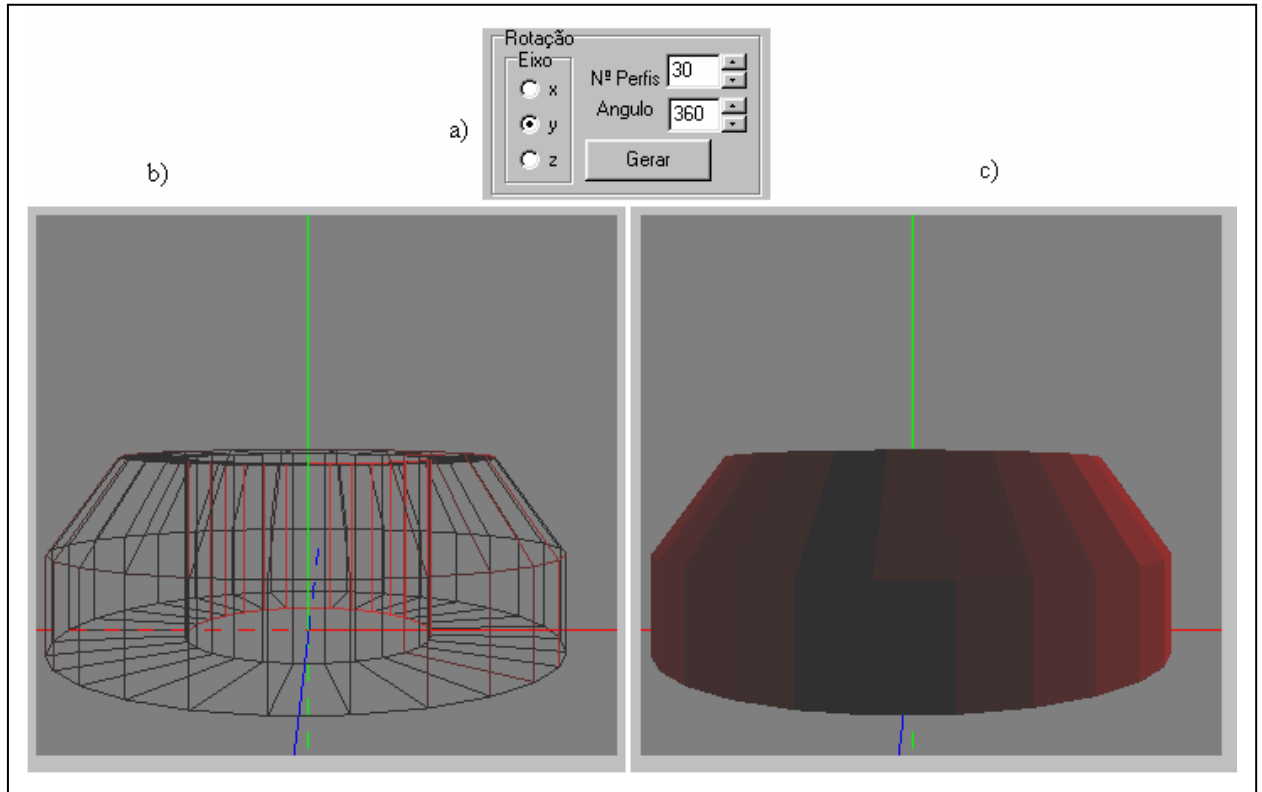 Rotação
Eixo
x
y
z
Nº Perfis 30
Angulo 360
Gerar
a)
b)
c)